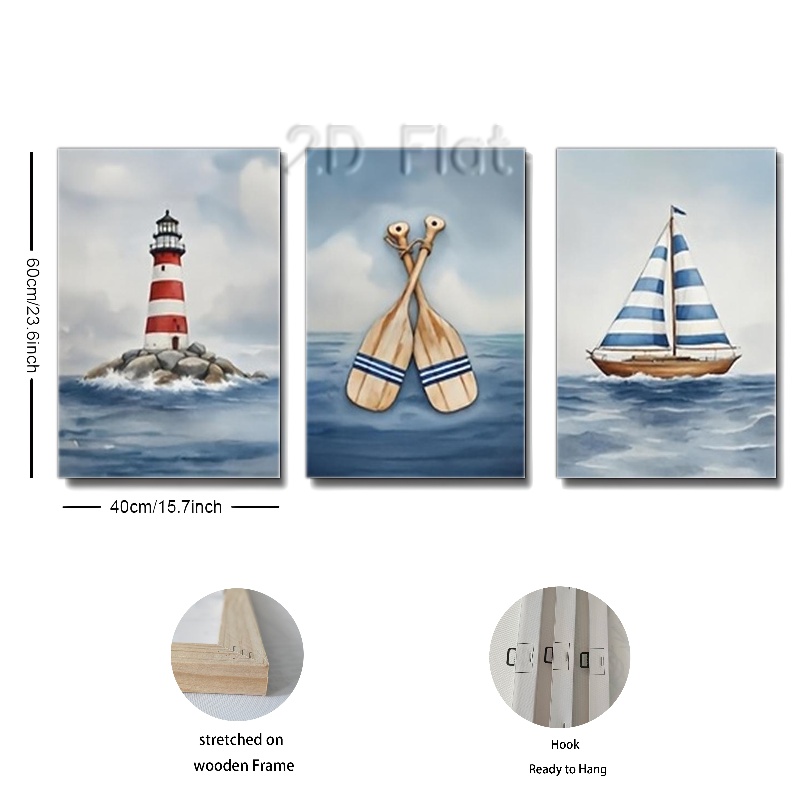 2D Flat
60cm/23.6inch
40cm/15.7inch
stretched on
wooden Frame
Hook
Ready to Hang